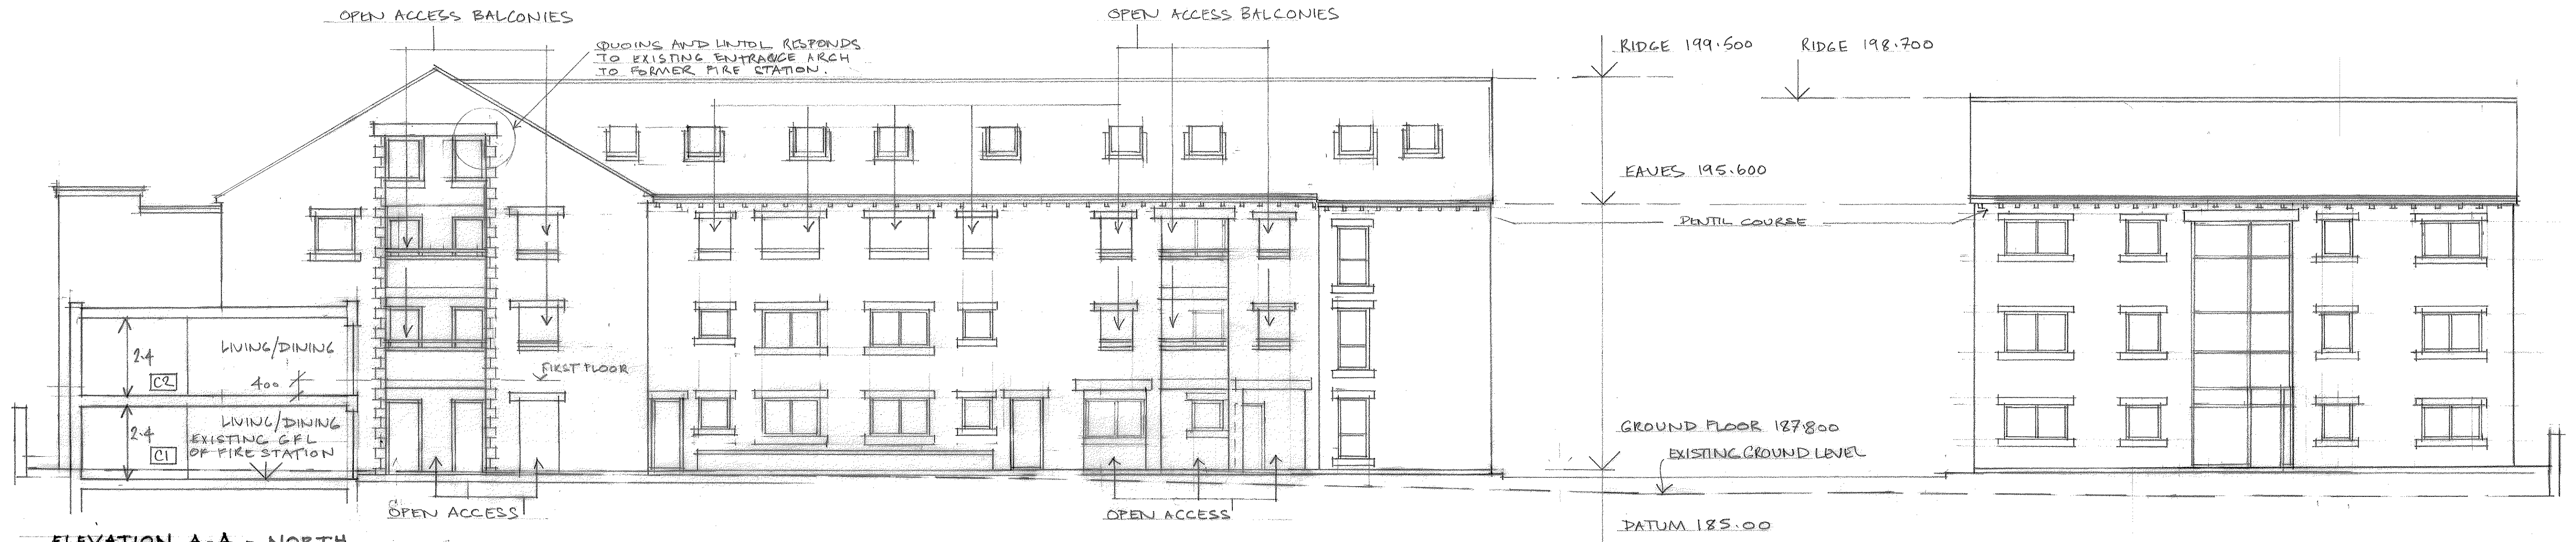 OPEN ACCESS BALCONIES
OPEN ACCESS BALCONIES
QUOINS AND LINTOL RESPONDS
TO EXISTING ENTRANCE ARCH
TO FORMER FIRE STATION.
RIDGE 199.500
RIDGE 198.700
EAVES 195.600
DENTIL COURSE
2.4
LIVING/DINING
C2
400
FIRST FLOOR
2.4
LIVING/DINING
EXISTING GFL
OF FIRE STATION
C1
GROUND FLOOR 187.800
EXISTING GROUND LEVEL
OPEN ACCESS
OPEN ACCESS
DATUM 185.00
ELEVATION A-A - NORTH